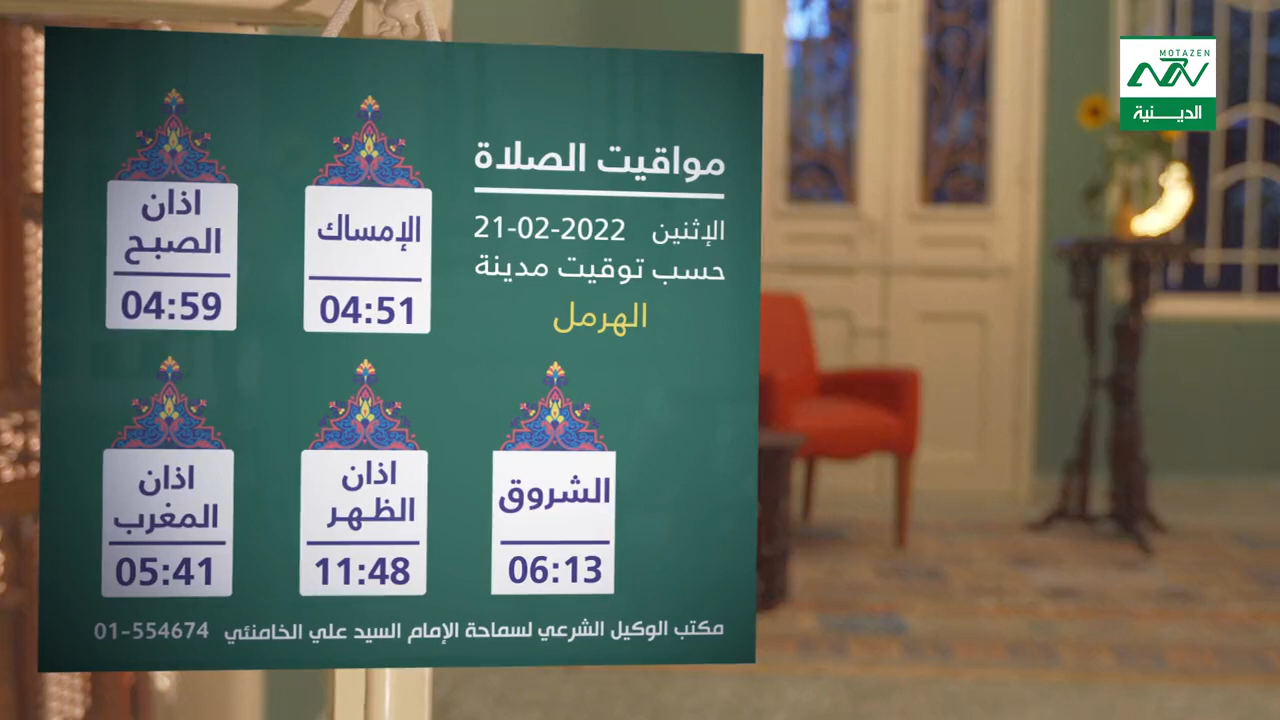 MOTAZEN
الدينية
مواقيت الصلاة
الإثنين 21-02-2022
حسب توقيت مدينة
الهرمل
الإمساك
04:51
اذان
الصبح
04:59
الشروق
06:13
اذان
الظهر
11:48
اذان
المغرب
05:41
مكتب الوكيل الشرعي لسماحة الإمام السيد علي الخامنئي 01-554674